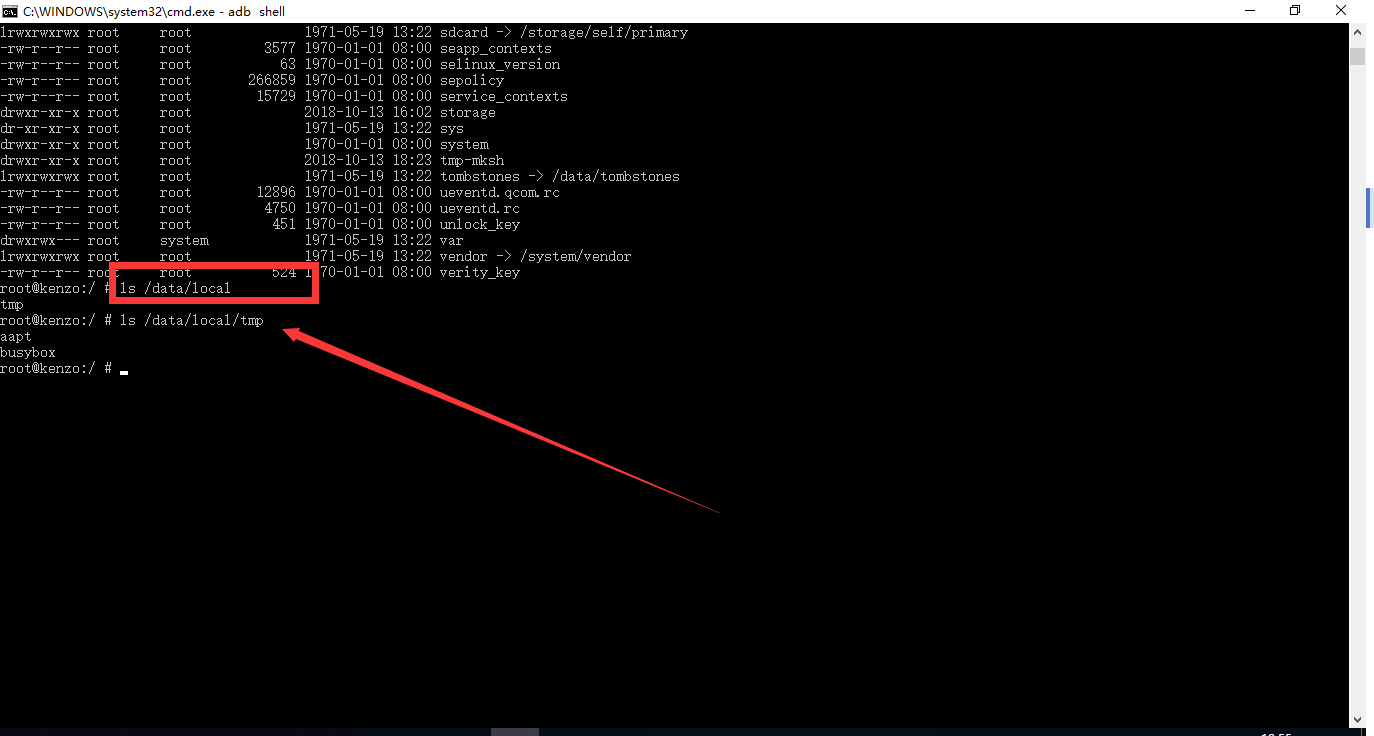 C:\WINDOWS\system32\cmd.exe - adb  shell
lrwxrwxrwx root     root              1971-05-19 13:22 sdcard -> /storage/self/primary
-rw-r--r-- root     root         3577 1970-01-01 08:00 seapp_contexts
-rw-r--r-- root     root           63 1970-01-01 08:00 selinux_version
-rw-r--r-- root     root       266859 1970-01-01 08:00 sepolicy
-rw-r--r-- root     root        15729 1970-01-01 08:00 service_contexts
drwxr-xr-x root     root              2018-10-13 16:02 storage
dr-xr-xr-x root     root              1971-05-19 13:22 sys
drwxr-xr-x root     root              1970-01-01 08:00 system
drwxr-xr-x root     root              2018-10-13 18:23 tmp-mksh
lrwxrwxrwx root     root              1971-05-19 13:22 tombstones -> /data/tombstones
-rw-r--r-- root     root        12896 1970-01-01 08:00 ueventd.qcom.rc
-rw-r--r-- root     root         4750 1970-01-01 08:00 ueventd.rc
-rw-r--r-- root     root          451 1970-01-01 08:00 unlock_key
drwxrwx--- root     system            1971-05-19 13:22 var
lrwxrwxrwx root     root              1971-05-19 13:22 vendor -> /system/vendor
-rw-r--r-- root     root          524 1970-01-01 08:00 verity_key
root@kenzo:/ # ls /data/local
tmp
root@kenzo:/ # ls /data/local/tmp
aapt
busybox
root@kenzo:/ #